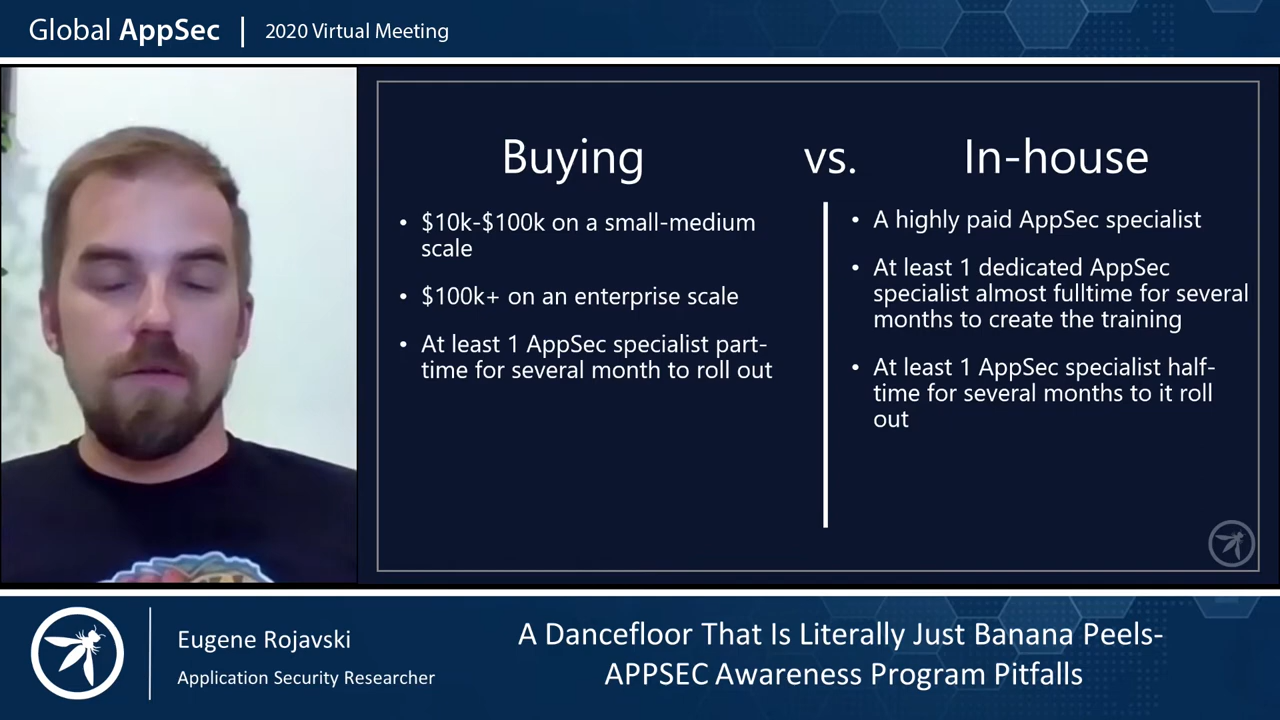 Global AppSec | 2020 Virtual Meeting
Buying vs. In-house
• $10k-$100k on a small-medium
scale
• $100k+ on an enterprise scale
• At least 1 AppSec specialist part-
time for several month to roll out
• A highly paid AppSec specialist
• At least 1 dedicated AppSec
specialist almost fulltime for several
months to create the training
• At least 1 AppSec specialist half-
time for several months to it roll
out
Eugene Rojavski
Application Security Researcher
A Dancefloor That Is Literally Just Banana Peels-
APPSEC Awareness Program Pitfalls